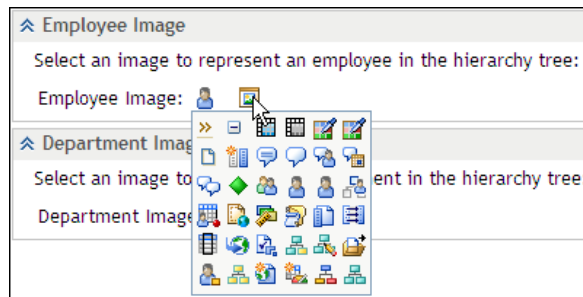 Employee Image
Select an image to represent an employee in the hierarchy tree:
Employee Image:
Department Imag
Select an image to ent in the hierarchy tree
Department Image